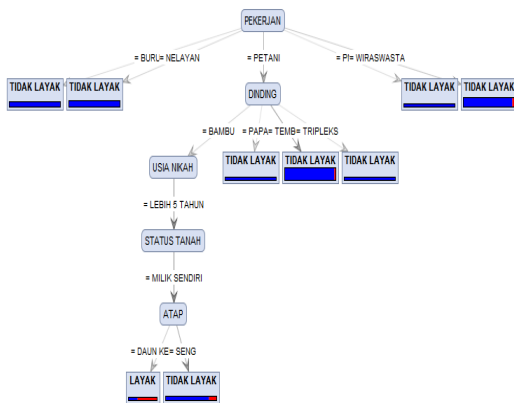 PEKERJAN
= BURU= NELAYAN
= PETANI
= PI= WIRASWASTA
TIDAK LAYAK
TIDAK LAYAK
DINDING
TIDAK LAYAK
TIDAK LAYAK
= BAMBU
= PAPA= TEMB= TRIPLEKS
USIA NIKAH
TIDAK LAYAK
TIDAK LAYAK
TIDAK LAYAK
= LEBIH 5 TAHUN
STATUS TANAH
= MILIK SENDIRI
ATAP
= DAUN KE= SENG
LAYAK
TIDAK LAYAK